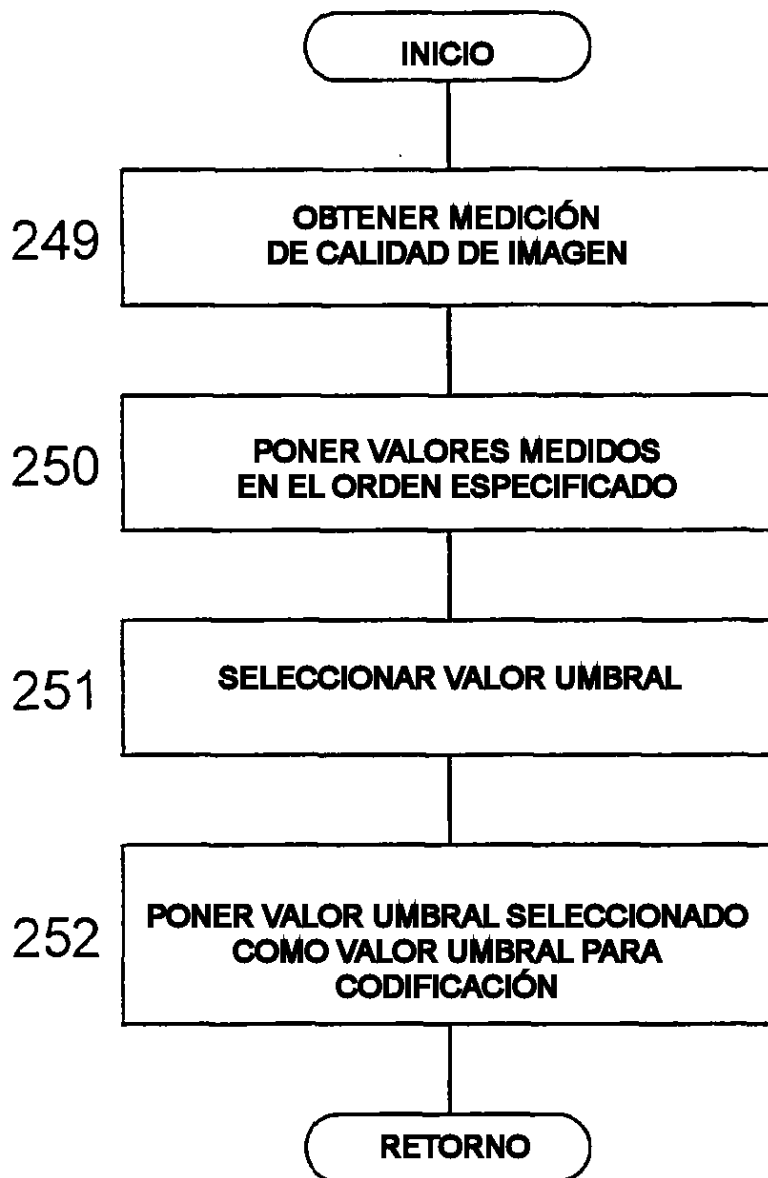 INICIO
249
OBTENER MEDICIÓN
DE CALIDAD DE IMAGEN
250
PONER VALORES MEDIDOS
EN EL ORDEN ESPECIFICADO
251
SELECCIONAR VALOR UMBRAL
252
PONER VALOR UMBRAL SELECCIONADO
COMO VALOR UMBRAL PARA
CODIFICACIÓN
RETORNO